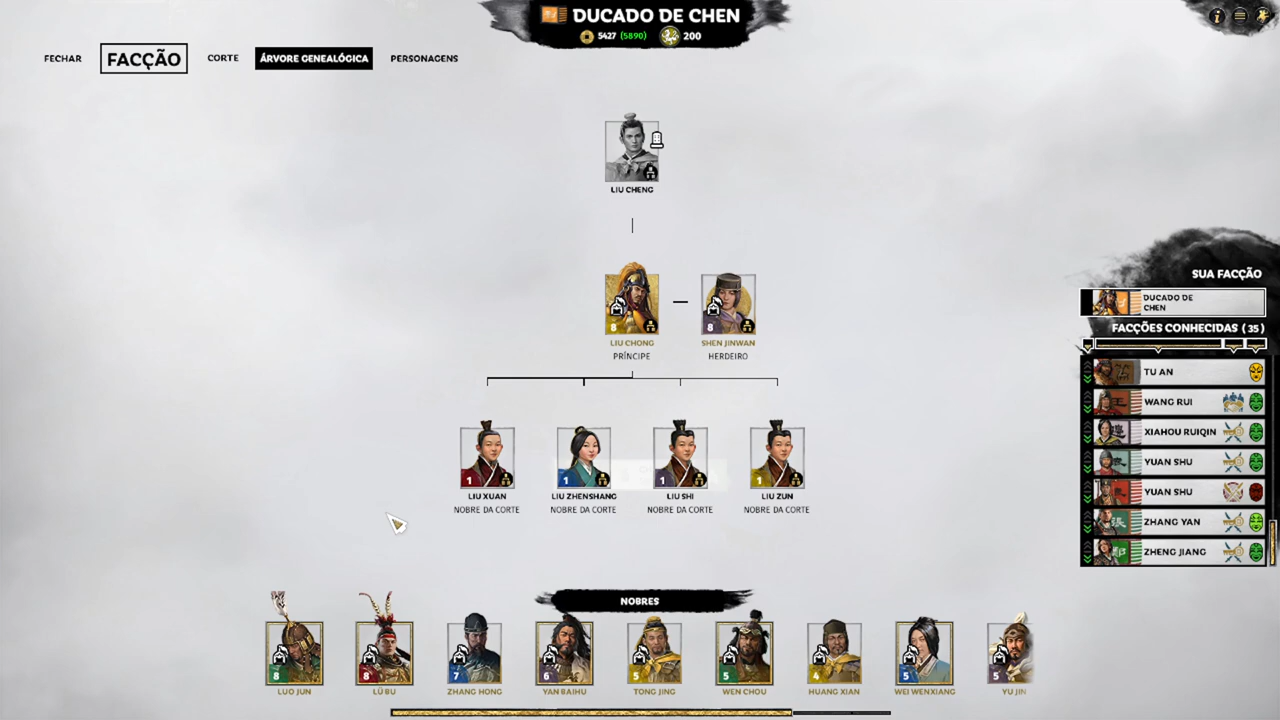 DUCADO DE CHEN
5427 (5890) 200
FECHAR FACÇÃO CORTE ÁRVORE GENEALÓGICA PERSONAGENS
LIU CHENG
8 8
LIU CHONG SHEN JINWAN
PRÍNCIPE HERDEIRO
1 1 1 1
LIU XUAN LIU ZHENSHANG LIU SHI LIU ZUN
NOBRE DA CORTE NOBRE DA CORTE NOBRE DA CORTE NOBRE DA CORTE
SUA FACÇÃO
DUCADO DE
CHEN
FACÇÕES CONHECIDAS (35)
TU AN
WANG RUI
XIAHOU RUIQIN
YUAN SHU
YUAN SHU
ZHANG YAN
ZHENG JIANG
NOBRES
8 8 7 6 5 5 4 5 5
LUO JUN LÜ BU ZHANG HONG YAN BAIHU TONG JING WEN CHOU HUANG XIAN WEI WENXIANG YU JIN